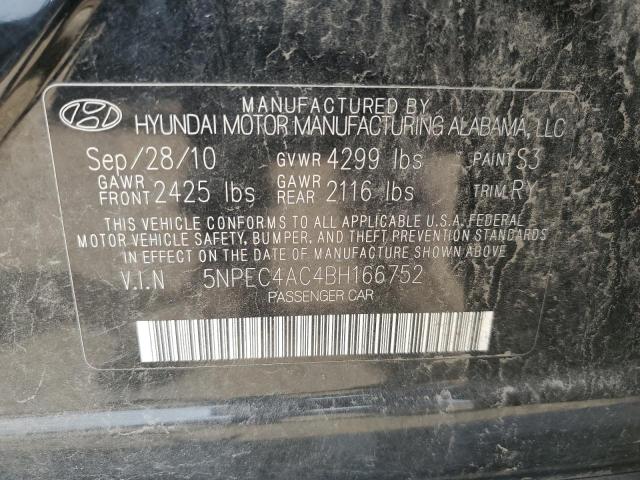 MANUFACTURED BY
HYUNDAI MOTOR MANUFACTURING ALABAMA, LLC
Sep/28/10 GVWR 4299 lbs PAINT S3
GAWR FRONT 2425 lbs GAWR REAR 2116 lbs TRIM RY
THIS VEHICLE CONFORMS TO ALL APPLICABLE U.S.A. FEDERAL
MOTOR VEHICLE SAFETY, BUMPER, AND THEFT PREVENTION STANDARDS
IN EFFECT ON THE DATE OF MANUFACTURE SHOWN ABOVE.
V.I.N 5NPEC4AC4BH166752
PASSENGER CAR